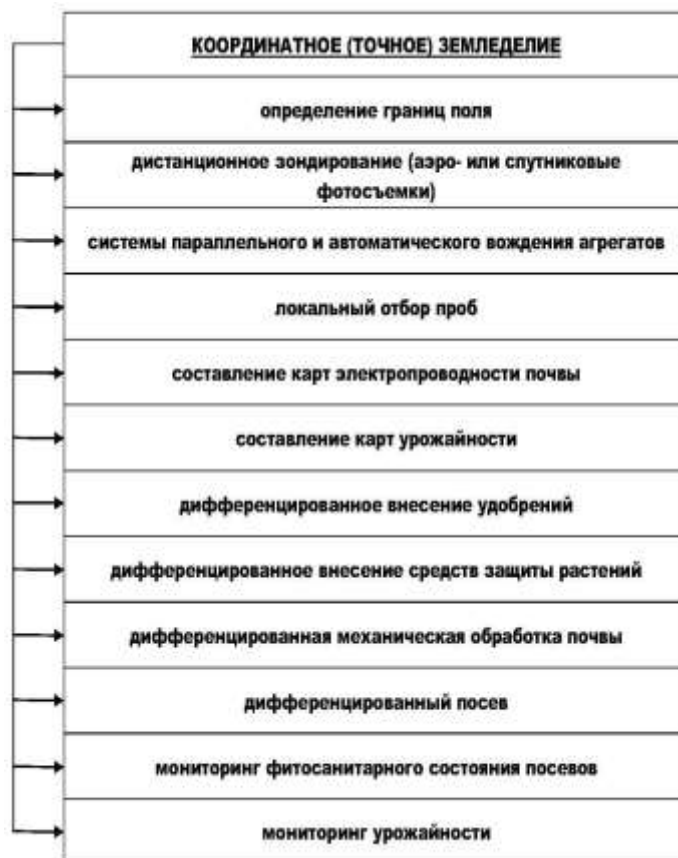 КООРДИНАТНОЕ (ТОЧНОЕ) ЗЕМЛЕДЕЛИЕ
определение границ поля
дистанционное зондирование (аэро- или спутниковые
фотосъемки)
системы параллельного и автоматического вождения агрегатов
локальный отбор проб
составление карт электропроводности почвы
составление карт урожайности
дифференцированное внесение удобрений
дифференцированное внесение средств защиты растений
дифференцированная механическая обработка почвы
дифференцированный посев
мониторинг фитосанитарного состояния посевов
мониторинг урожайности